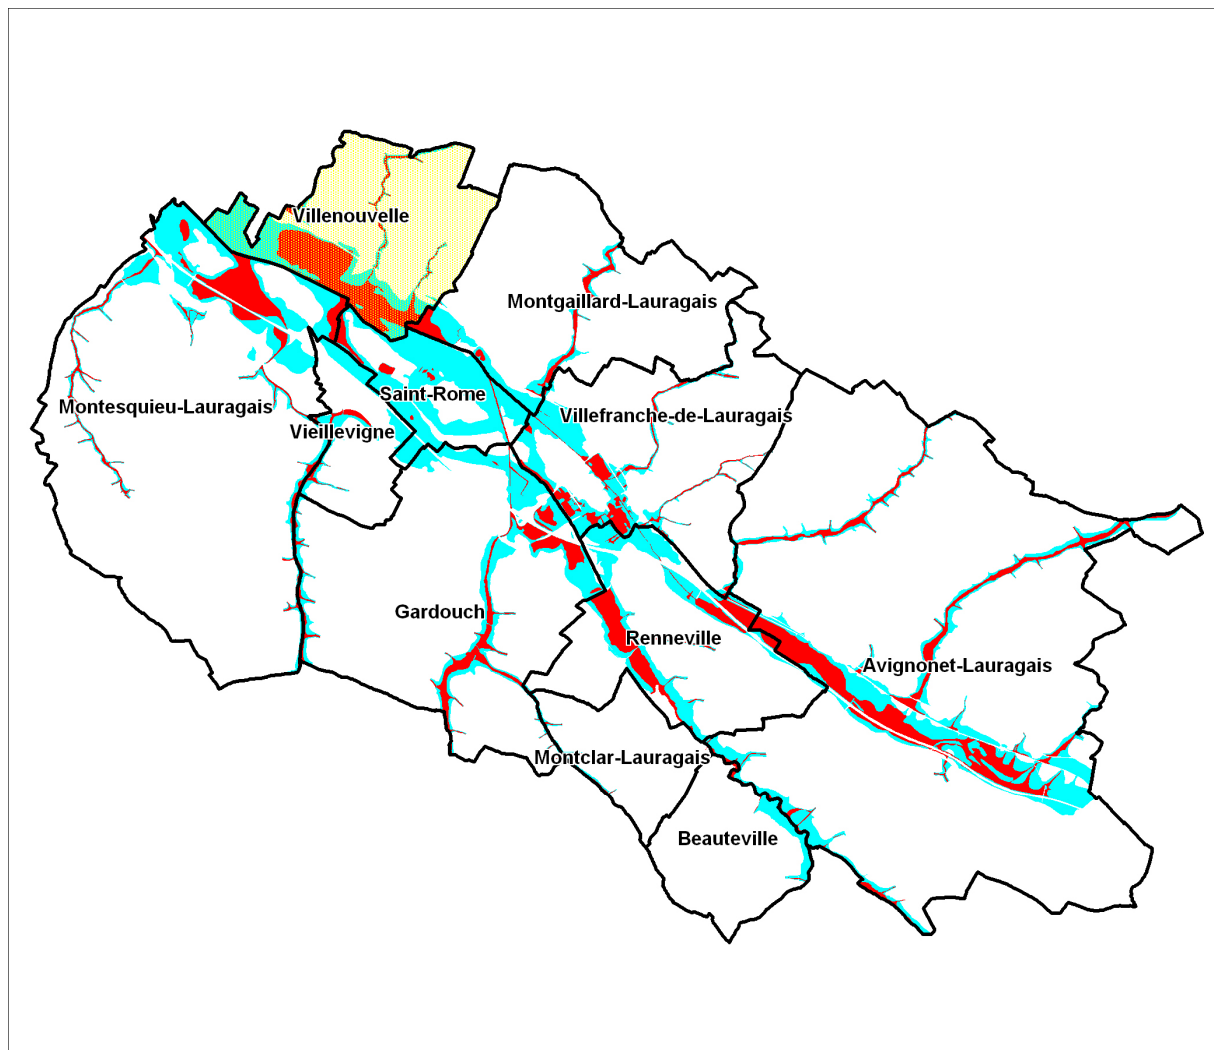 Villenouvelle
Montgaillard-Lauragais
Saint-Rome
Montesquieu-Lauragais
Villefranche-de-Lauragais
Vieillevigne
Gardouch
Renneville
Avignonet-Lauragais
Montclar-Lauragais
Beauteville